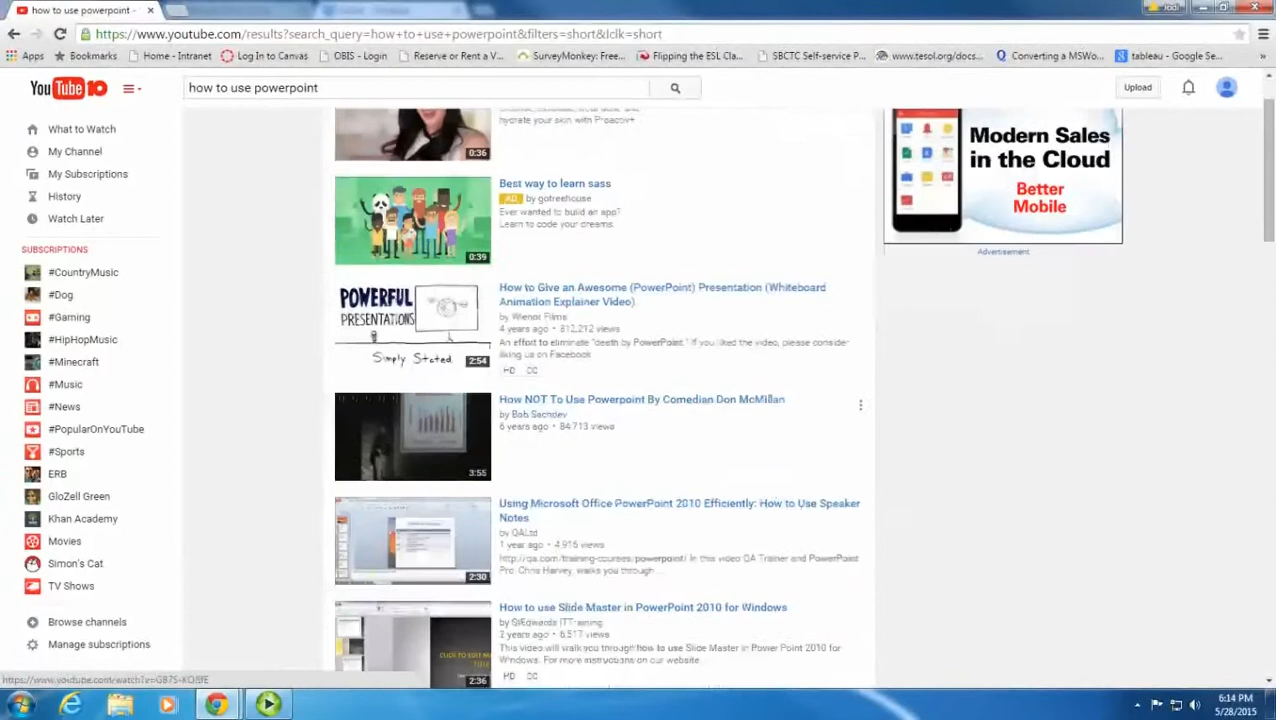 how to use powerpoint -
Jodi
https://www.youtube.com/results?search_query=how+to+use+powerpoint&filters=short&lclk=short
Apps Bookmarks Home - Intranet Log In to Canvas OBIS - Login Reserve or Rent a V... SurveyMonkey: Free... Flipping the ESL Cla... SBCTC Self-service P... www.tesol.org/docs... Converting a MSWo... tableau - Google Se... »
YouTube 10
how to use powerpoint
Upload
What to Watch
My Channel
My Subscriptions
History
Watch Later
SUBSCRIPTIONS
#CountryMusic
#Dog
#Gaming
#HipHopMusic
#Minecraft
#Music
#News
#PopularOnYouTube
#Sports
ERB
GloZell Green
Khan Academy
Movies
Simon's Cat
TV Shows
Browse channels
Manage subscriptions
hydrate your skin with Proactiv+
0:36
Best way to learn sass
AD by gotreehouse
Ever wanted to build an app?
Learn to code your dreams.
0:39
How to Give an Awesome (PowerPoint) Presentation (Whiteboard
Animation Explainer Video)
by Wienot Films
4 years ago • 812,212 views
An effort to eliminate "death by PowerPoint." If you liked the video, please consider
liking us on Facebook
HD CC
POWERFUL
PRESENTATIONS
Simply Stated
2:54
How NOT To Use Powerpoint By Comedian Don McMillan
by Bob Sachdev
6 years ago • 84,713 views
3:55
Using Microsoft Office PowerPoint 2010 Efficiently: How to Use Speaker
Notes
by QALtd
1 year ago • 4,916 views
http://qa.com/training-courses/powerpoint/ In this video QA Trainer and PowerPoint
Pro, Chris Harvey, walks you through ...
2:30
How to use Slide Master in PowerPoint 2010 for Windows
by StEdwards ITTraining
2 years ago • 6,517 views
This video will walk you through how to use Slide Master in Power Point 2010 for
Windows. For more instructions on our website
HD CC
CLICK TO EDIT M
TITLE
2:36
Modern Sales
in the Cloud
Better
Mobile
Advertisement
6:14 PM
5/28/2015